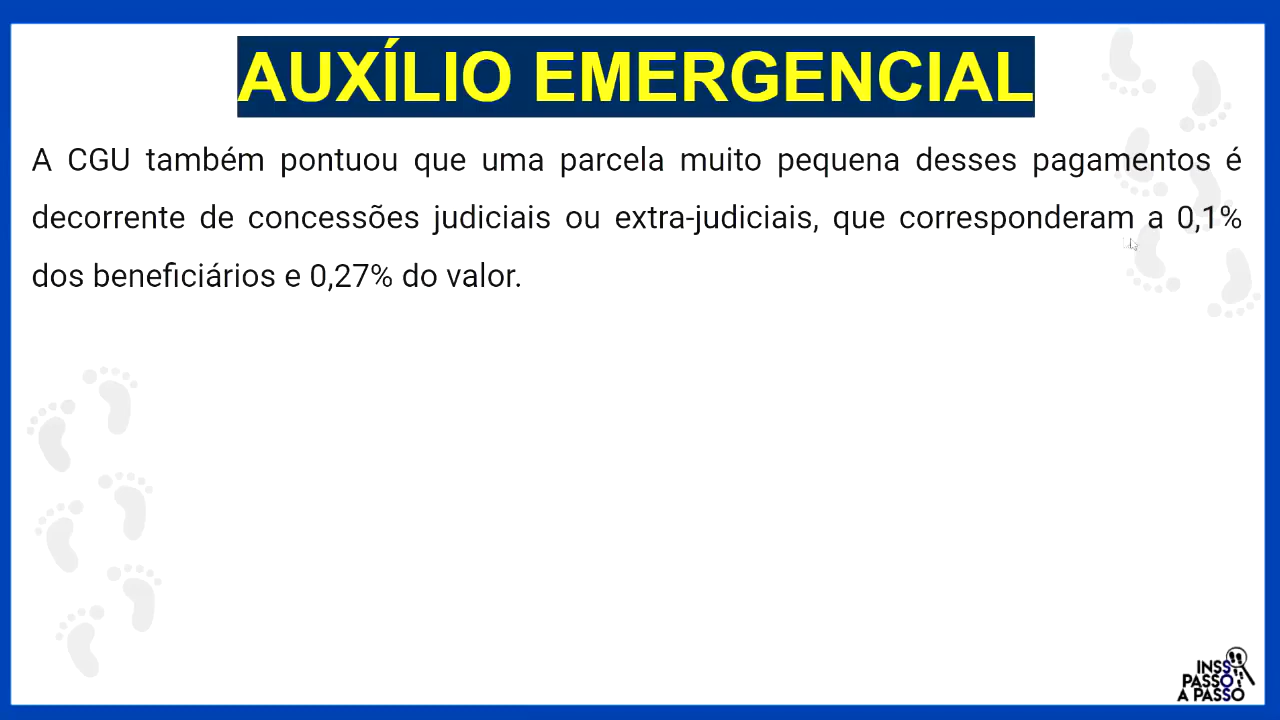 AUXÍLIO EMERGENCIAL
A CGU também pontuou que uma parcela muito pequena desses pagamentos é
decorrente de concessões judiciais ou extra-judiciais, que corresponderam a 0,1%
dos beneficiários e 0,27% do valor.
INSS
PASSO
A PASSO